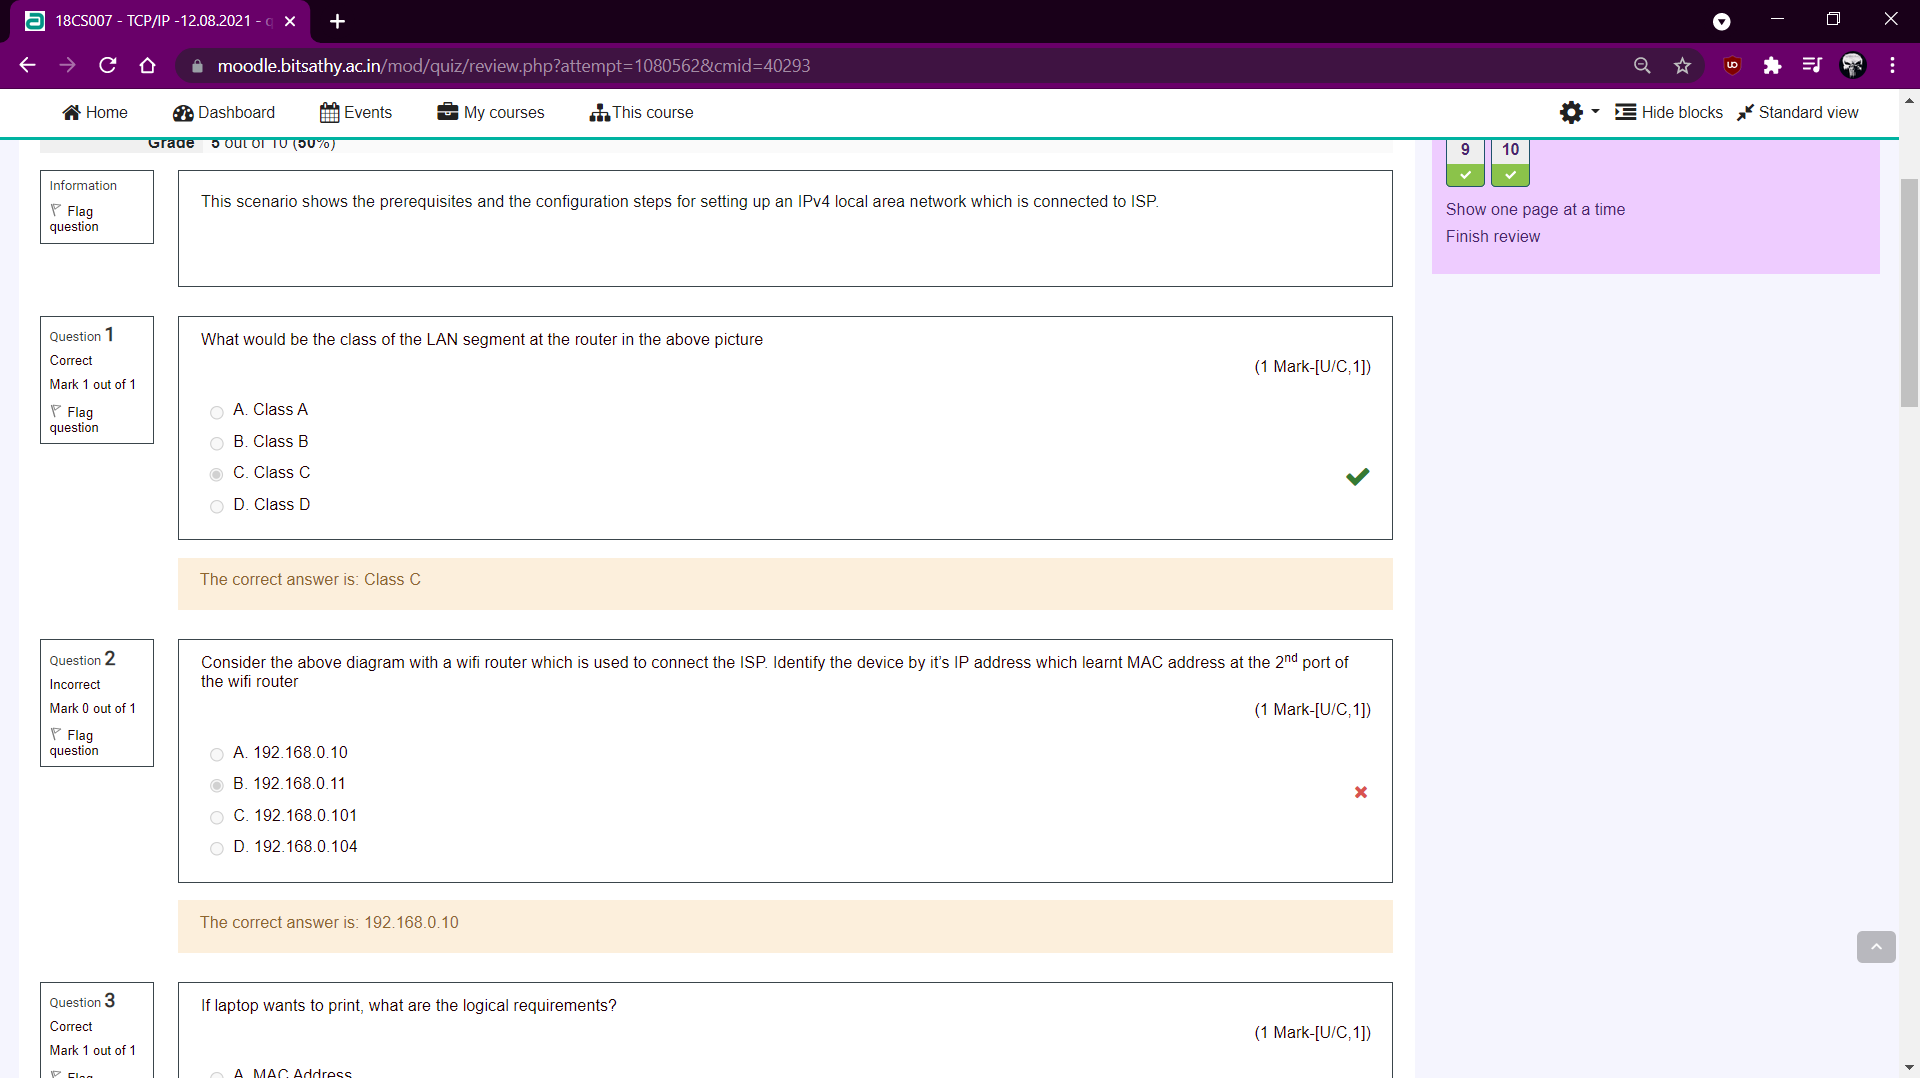 18CS007 - TCP/IP -12.08.2021 -
moodle.bitsathy.ac.in/mod/quiz/review.php?attempt=1080562&cmid=40293
Home
Dashboard
Events
My courses
This course
Hide blocks
Standard view
Grade 5 out of 10 (50%)
9 10
Show one page at a time
Finish review
Information
Flag
question
This scenario shows the prerequisites and the configuration steps for setting up an IPv4 local area network which is connected to ISP.
Question 1
Correct
Mark 1 out of 1
Flag
question
What would be the class of the LAN segment at the router in the above picture
(1 Mark-[U/C,1])
A. Class A
B. Class B
C. Class C
D. Class D
The correct answer is: Class C
Question 2
Incorrect
Mark 0 out of 1
Flag
question
Consider the above diagram with a wifi router which is used to connect the ISP. Identify the device by it's IP address which learnt MAC address at the 2nd port of
the wifi router
(1 Mark-[U/C,1])
A. 192.168.0.10
B. 192.168.0.11
C. 192.168.0.101
D. 192.168.0.104
The correct answer is: 192.168.0.10
Question 3
Correct
Mark 1 out of 1
Flag
If laptop wants to print, what are the logical requirements?
(1 Mark-[U/C,1])
A. MAC Address